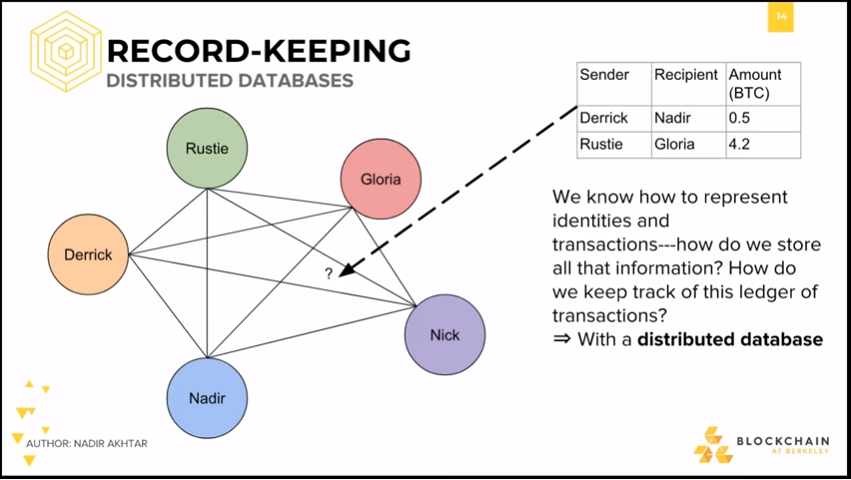 14
RECORD-KEEPING
DISTRIBUTED DATABASES
Sender Recipient Amount (BTC)
Derrick Nadir 0.5
Rustie Gloria 4.2
Rustie
Gloria
Derrick
?
Nick
Nadir
We know how to represent
identities and
transactions---how do we store
all that information? How do
we keep track of this ledger of
transactions?
⇒ With a distributed database
AUTHOR: NADIR AKHTAR
BLOCKCHAIN
AT BERKELEY